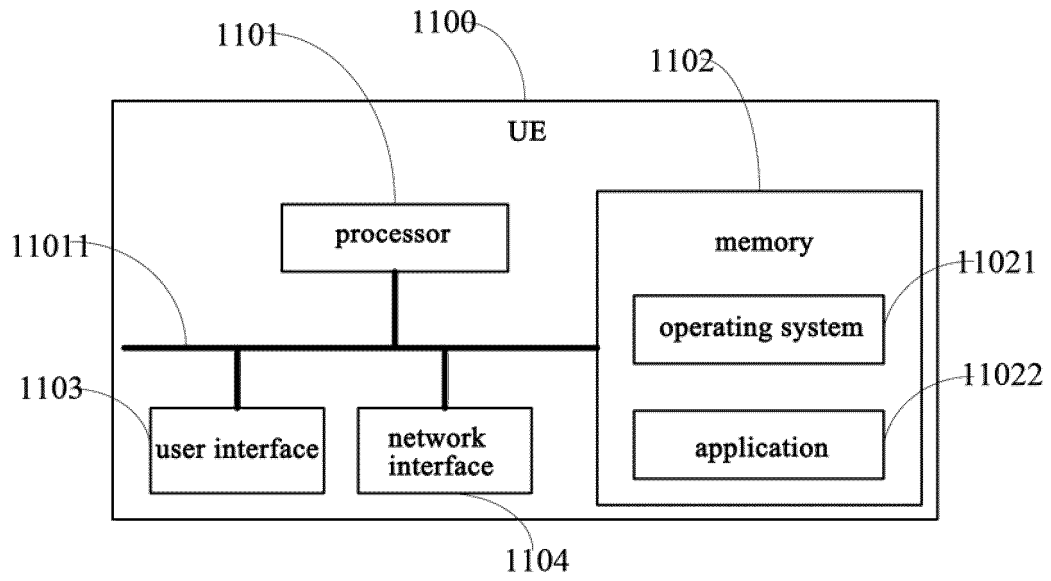 1100
1101
1102
UE
processor
memory
11011
11021
operating system
1103
11022
user interface
network
interface
application
1104